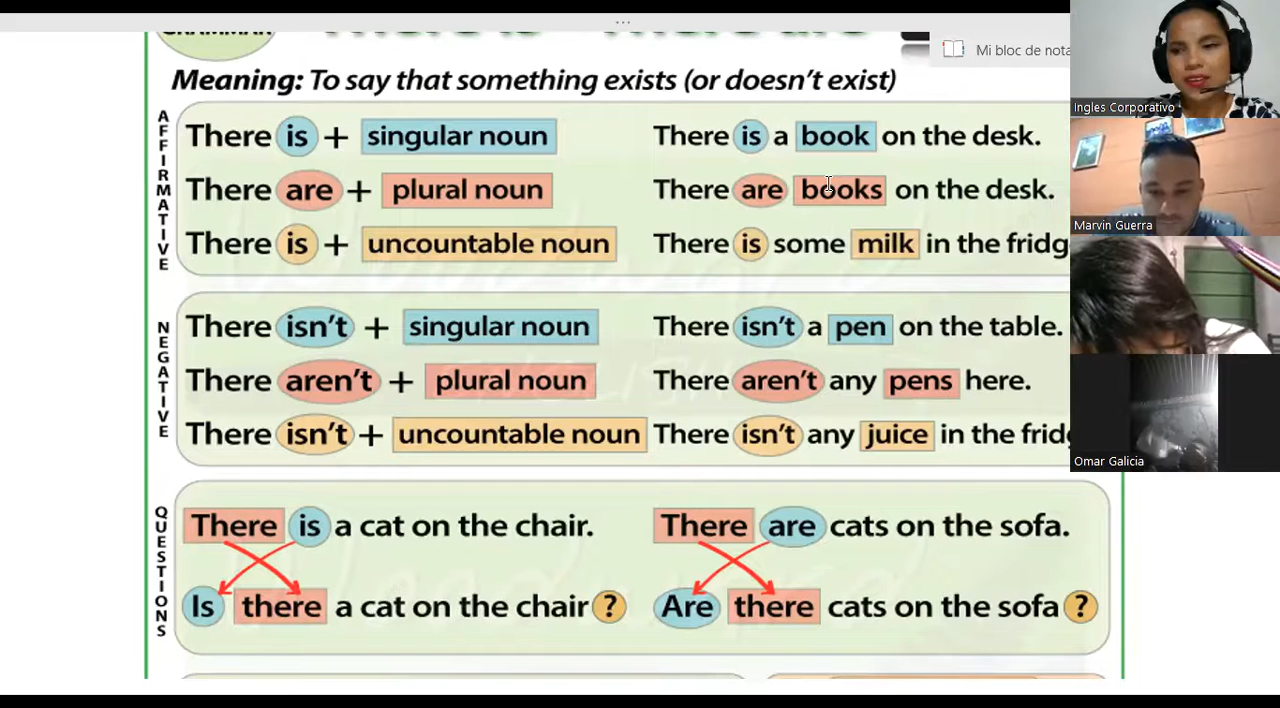 ...
Mi bloc de nota
Meaning: To say that something exists (or doesn't exist)
AFFIRMATIVE
There is + singular noun There is a book on the desk.
There are + plural noun There are books on the desk.
There is + uncountable noun There is some milk in the fridg
NEGATIVE
There isn't + singular noun There isn't a pen on the table.
There aren't + plural noun There aren't any pens here.
There isn't + uncountable noun There isn't any juice in the frid
QUESTIONS
There is a cat on the chair. There are cats on the sofa.
Is there a cat on the chair ? Are there cats on the sofa ?
Ingles Corporativo
Marvin Guerra
Omar Galicia